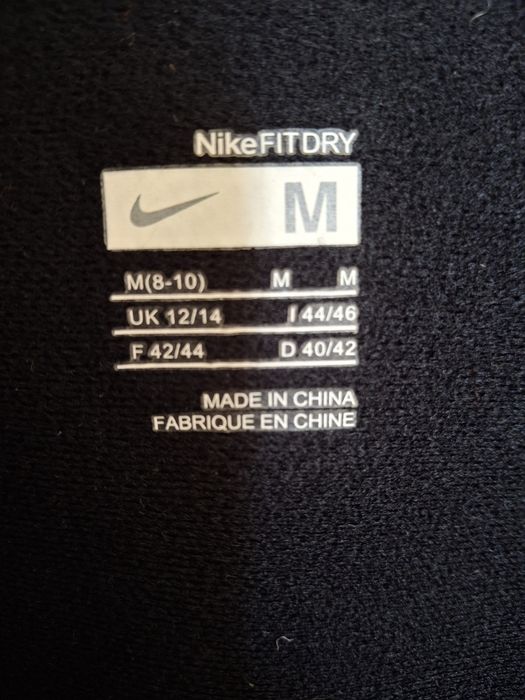 NikeFITDRY
M
M(8-10) M M
UK 12/14 I 44/46
F 42/44 D 40/42
MADE IN CHINA
FABRIQUE EN CHINE